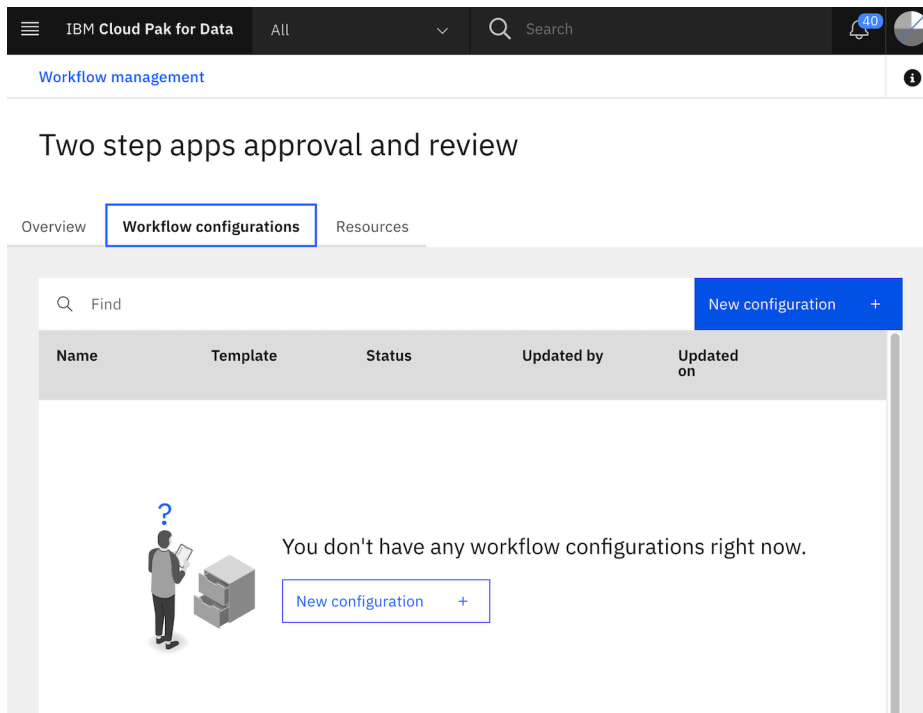 IBM Cloud Pak for Data All Search 40
Workflow management
Two step apps approval and review
Overview Workflow configurations Resources
Find New configuration +
Name Template Status Updated by Updated on
?
You don't have any workflow configurations right now.
New configuration +